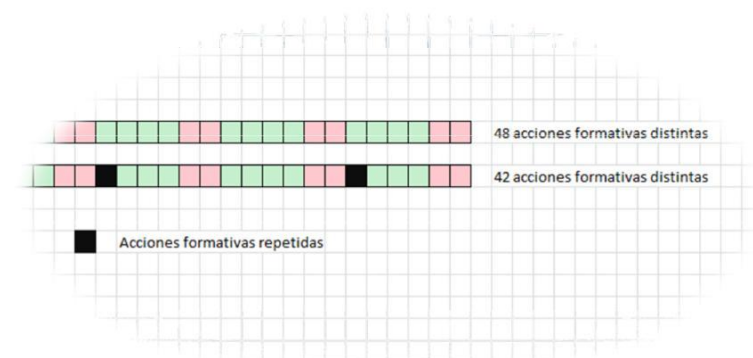 48 acciones formativas distintas
42 acciones formativas distintas
Acciones formativas repetidas